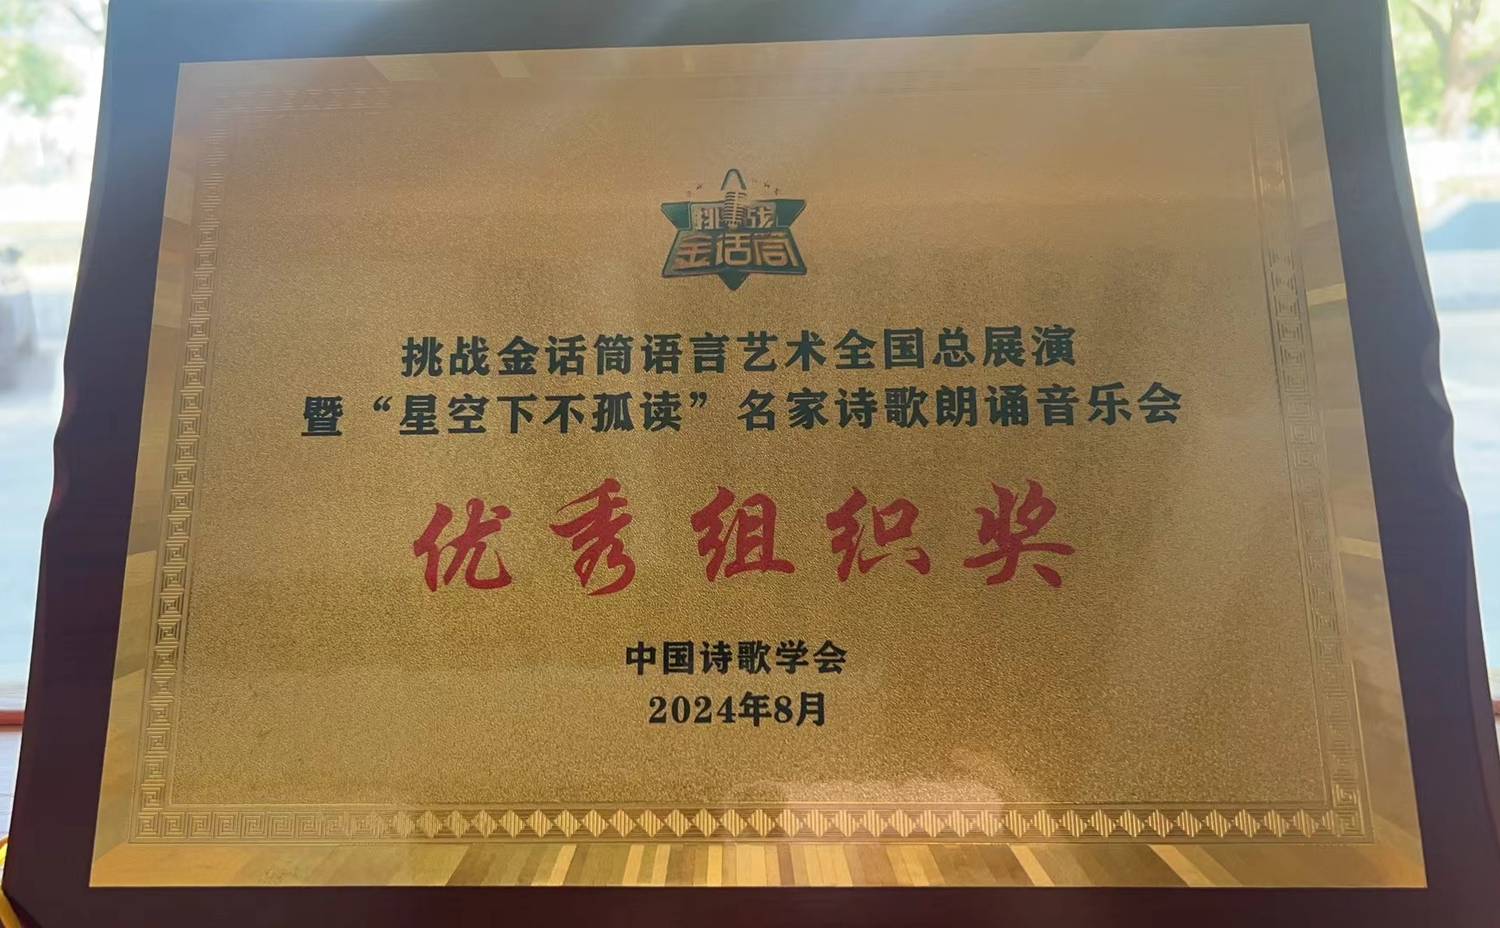 挑战
金话筒
挑战金话筒语言艺术全国总展演
暨“星空下不孤读”名家诗歌朗诵音乐会
优秀组织奖
中国诗歌学会
2024年8月